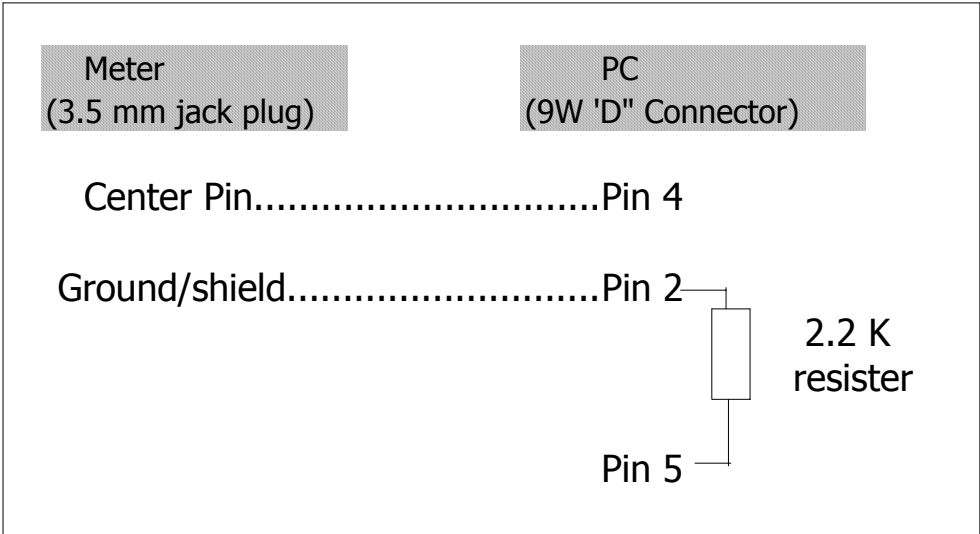 Meter
(3.5 mm jack plug)
PC
(9W 'D" Connector)
Center Pin...............................Pin 4
Ground/shield............................Pin 2
2.2 K
resister
Pin 5